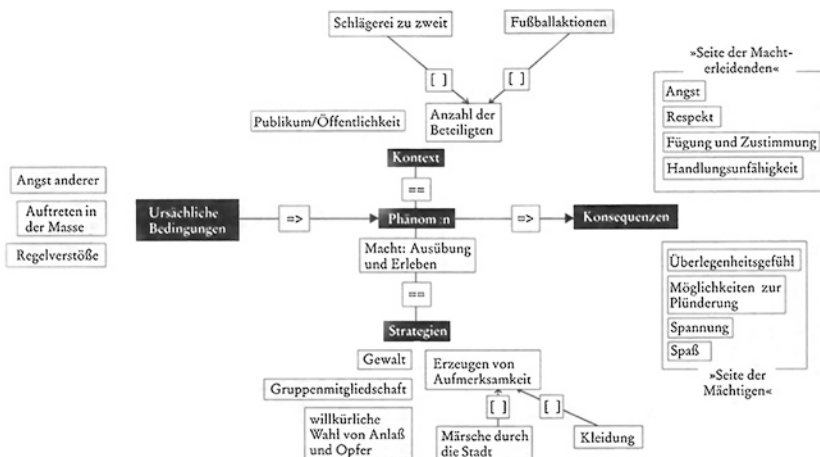 Schlägerei zu zweit
Fußballaktionen
[ ]
[ ]
Publikum/Öffentlichkeit
Anzahl der
Beteiligten
»Seite der Macht-
erleidenden«
Angst
Respekt
Fügung und Zustimmung
Handlungsunfähigkeit
Kontext
==
Angst anderer
Auftreten in
der Masse
Regelverstöße
Ursächliche
Bedingungen
=>
Phänom:n
=>
Konsequenzen
Macht: Ausübung
und Erleben
==
Strategien
Überlegenheitsgefühl
Möglichkeiten zur
Plünderung
Spannung
Spaß
»Seite der
Mächtigen«
Gewalt
Gruppenmitgliedschaft
willkürliche
Wahl von Anlaß
und Opfer
Erzeugen von
Aufmerksamkeit
[ ]
[ ]
Märsche durch
die Stadt
Kleidung